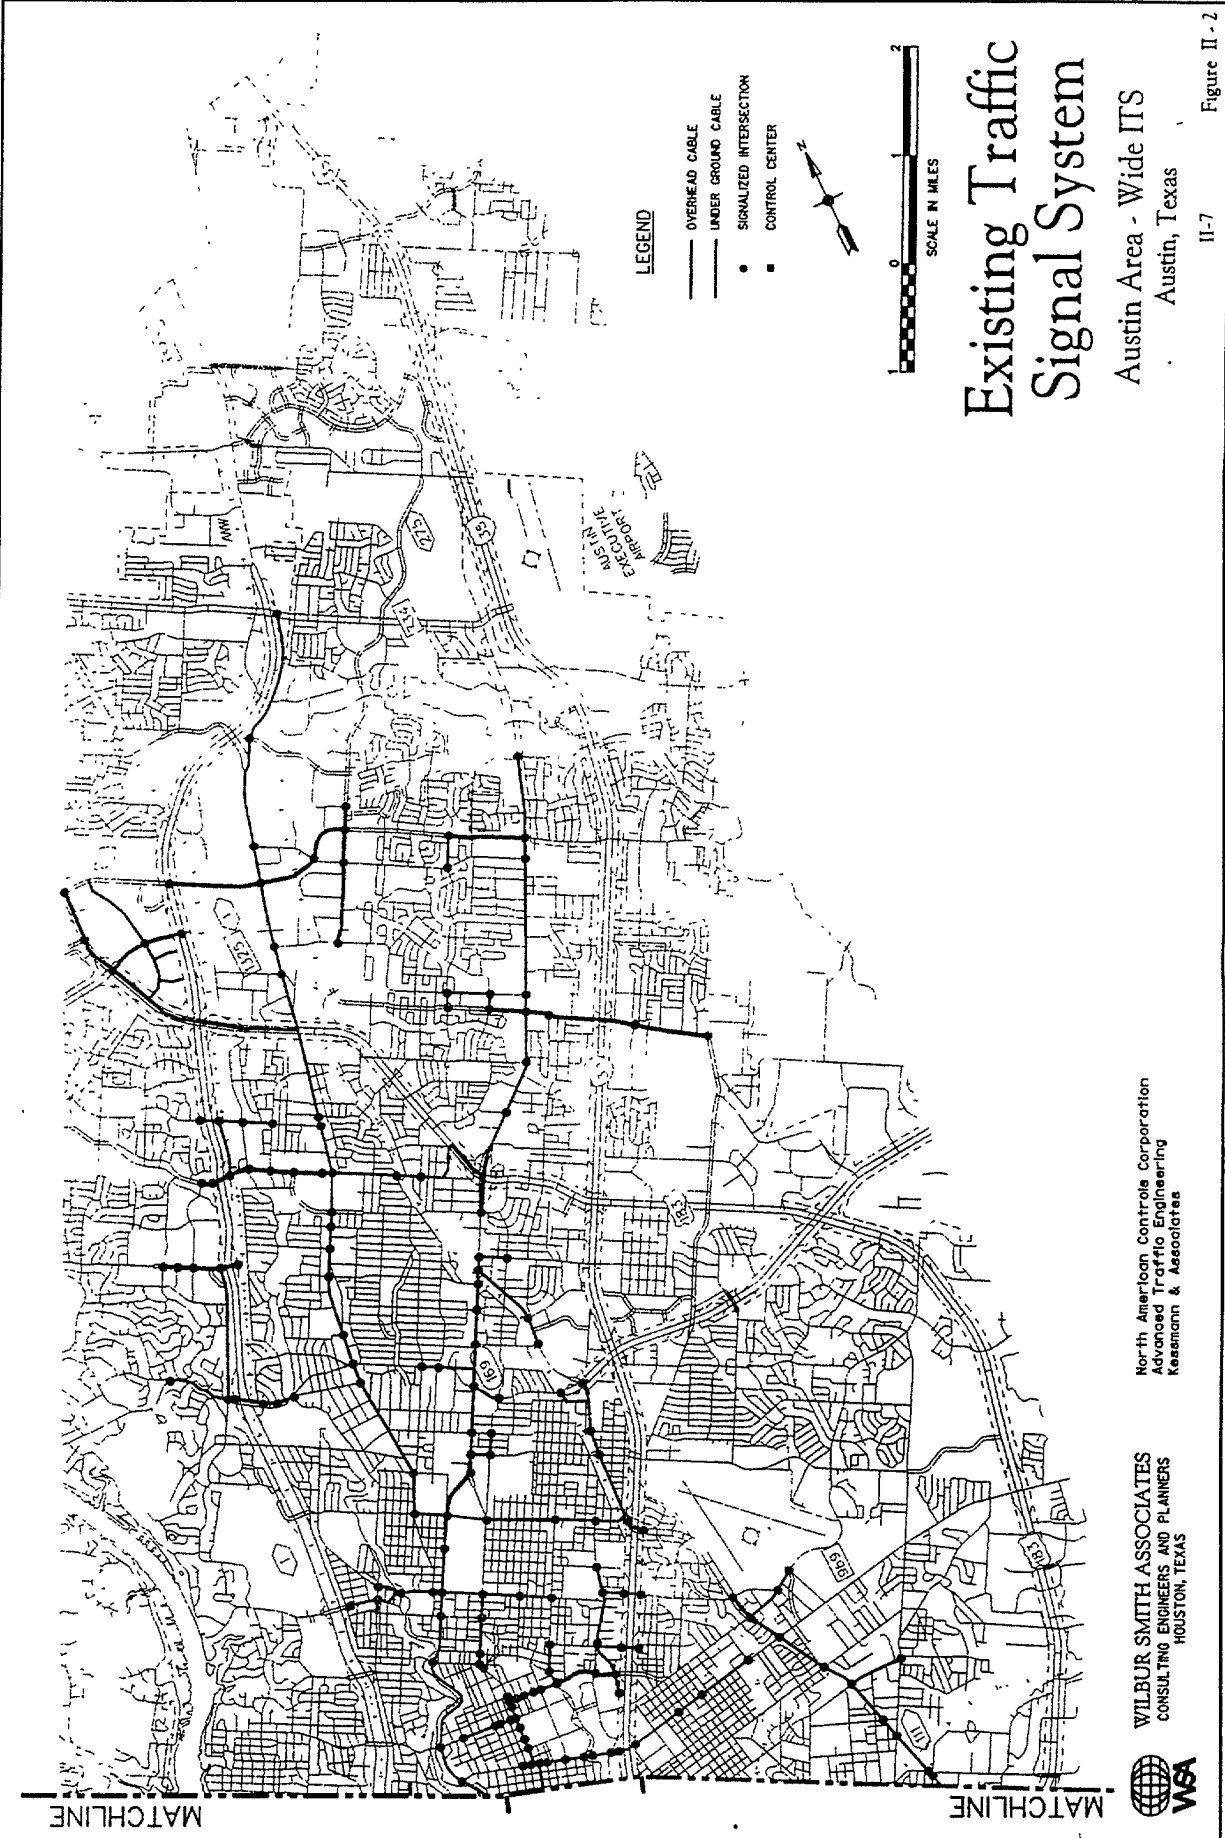 LEGEND
OVERHEAD CABLE
UNDER GROUND CABLE
SIGNALIZED INTERSECTION
CONTROL CENTER
N
1 0 1 2
SCALE IN MILES
Existing Traffic
Signal System
Austin Area - Wide ITS
Austin, Texas
II-7
Figure II - 2
AUSTIN
EXECUTIVE
AIRPORT
35
275
1325
183
169
1
969
183
111
MATCHLINE
MATCHLINE
WSA
WILBUR SMITH ASSOCIATES
CONSULTING ENGINEERS AND PLANNERS
HOUSTON, TEXAS
North American Controls Corporation
Advanced Traffic Engineering
Kessmann & Associates